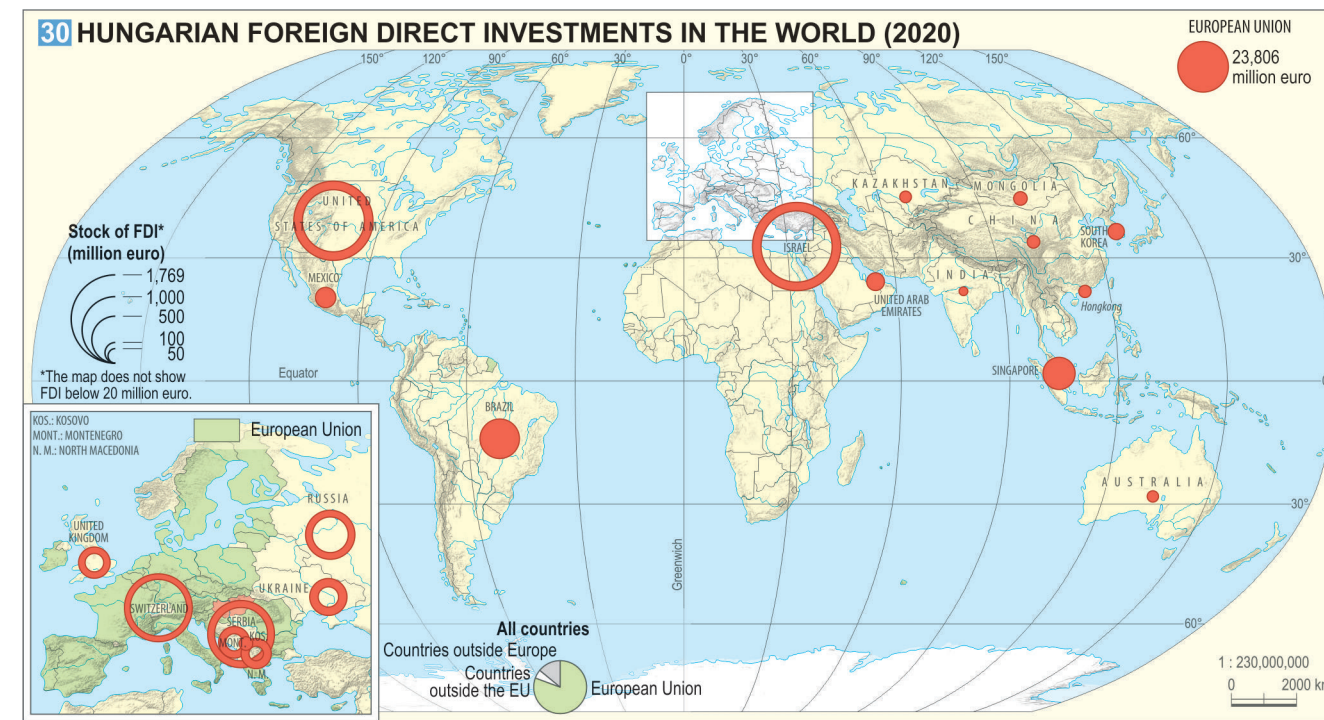 30 HUNGARIAN FOREIGN DIRECT INVESTMENTS IN THE WORLD (2020)
EUROPEAN UNION
23,806
million euro
150° 120° 90° 60° 30° 0° 30° 60° 90° 120° 150°
60°
KAZAKHSTAN
MONGOLIA
UNITED
STATES OF AMERICA
CHINA
SOUTH
KOREA
ISRAEL
30°
Stock of FDI*
(million euro)
1,769
1,000
500
100
50
*The map does not show
FDI below 20 million euro.
MEXICO
INDIA
UNITED ARAB
EMIRATES
Hongkong
Equator
SINGAPORE
0°
BRAZIL
AUSTRALIA
30°
Greenwich
60°
KOS.: KOSOVO
MONT.: MONTENEGRO
N. M.: NORTH MACEDONIA
European Union
RUSSIA
UNITED
KINGDOM
UKRAINE
SWITZERLAND
SERBIA
KOS.
MONT.
N. M.
All countries
Countries outside Europe
Countries
outside the EU
European Union
1 : 230,000,000
0 2000 km